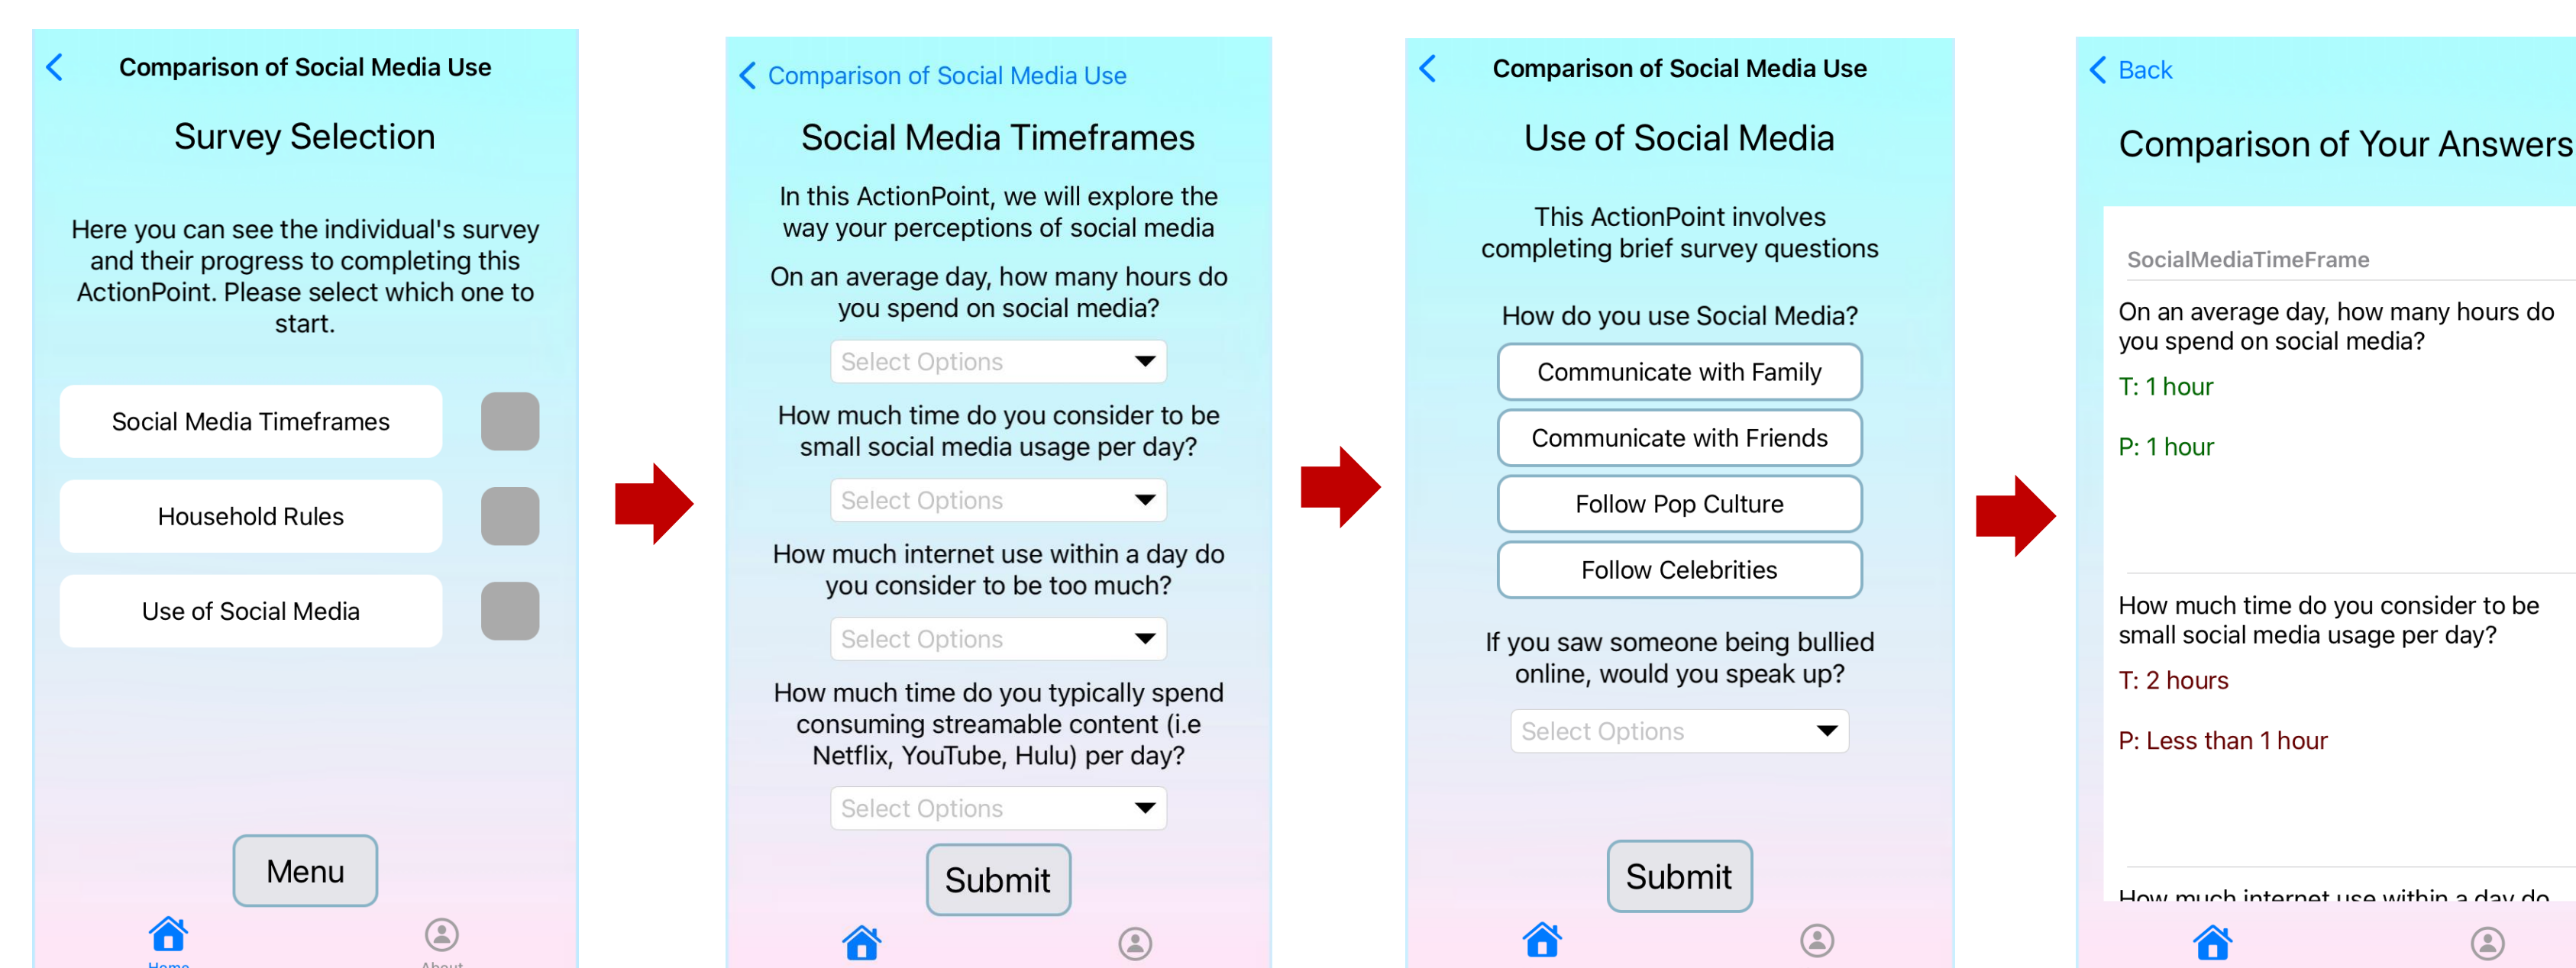 Comparison of Social Media Use
Survey Selection
Here you can see the individual's survey
and their progress to completing this
ActionPoint. Please select which one to
start.
Social Media Timeframes
Household Rules
Use of Social Media
Menu
Home
About
Comparison of Social Media Use
Social Media Timeframes
In this ActionPoint, we will explore the
way your perceptions of social media
On an average day, how many hours do
you spend on social media?
Select Options
How much time do you consider to be
small social media usage per day?
Select Options
How much internet use within a day do
you consider to be too much?
Select Options
How much time do you typically spend
consuming streamable content (i.e
Netflix, YouTube, Hulu) per day?
Select Options
Submit
Comparison of Social Media Use
Use of Social Media
This ActionPoint involves
completing brief survey questions
How do you use Social Media?
Communicate with Family
Communicate with Friends
Follow Pop Culture
Follow Celebrities
If you saw someone being bullied
online, would you speak up?
Select Options
Submit
Back
Comparison of Your Answers
SocialMediaTimeFrame
On an average day, how many hours do
you spend on social media?
T: 1 hour
P: 1 hour
How much time do you consider to be
small social media usage per day?
T: 2 hours
P: Less than 1 hour
How much internet use within a day do